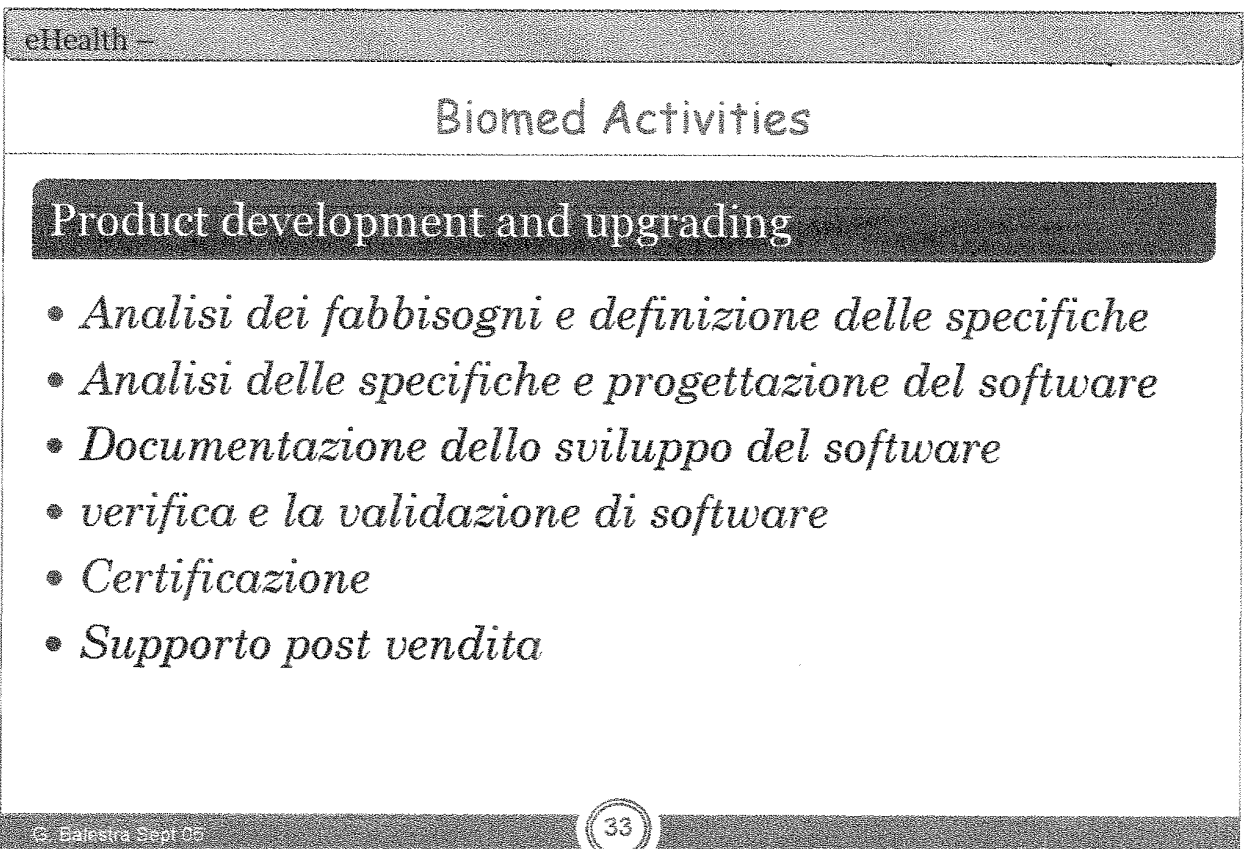 eHealth –
Biomed Activities
Product development and upgrading
• Analisi dei fabbisogni e definizione delle specifiche
• Analisi delle specifiche e progettazione del software
• Documentazione dello sviluppo del software
• verifica e la validazione di software
• Certificazione
• Supporto post vendita
G. Balestra Sept 05
33